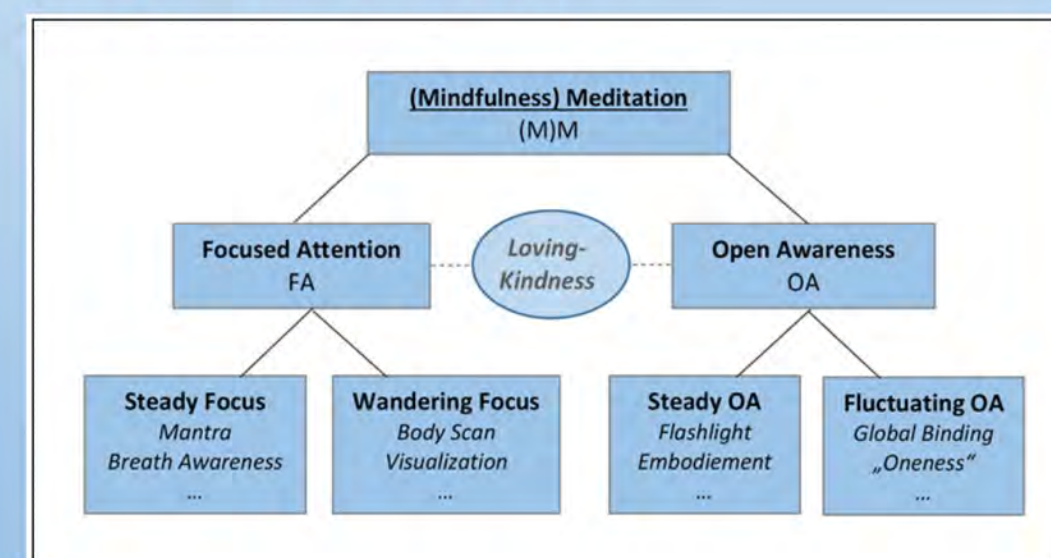 (Mindfulness) Meditation
(M)M
Focused Attention
FA
Loving-
Kindness
Open Awareness
OA
Steady Focus
Mantra
Breath Awareness
...
Wandering Focus
Body Scan
Visualization
...
Steady OA
Flashlight
Embodiement
...
Fluctuating OA
Global Binding
„Oneness“
...